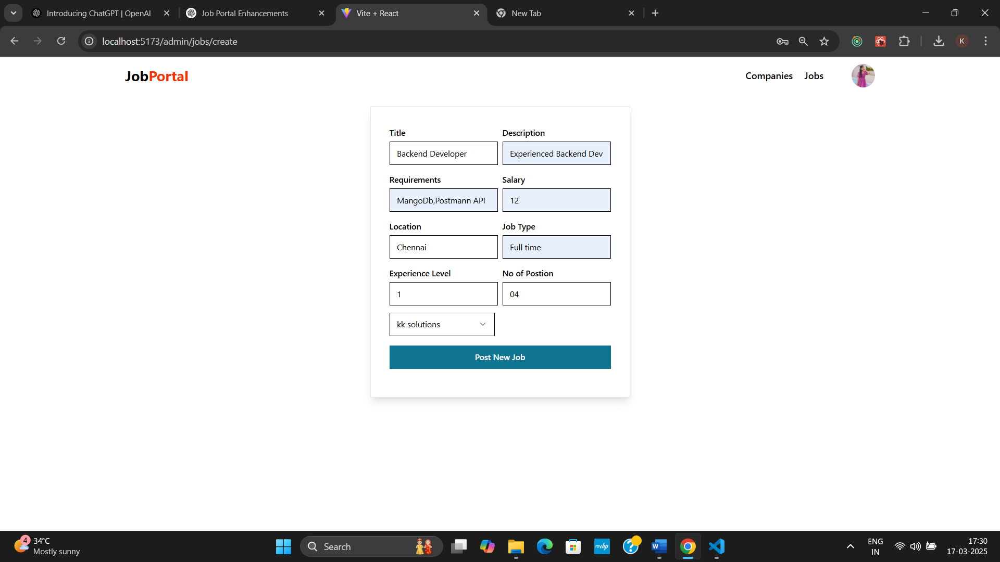 Introducing ChatGPT | OpenAI
Job Portal Enhancements
Vite + React
New Tab
localhost:5173/admin/jobs/create
K
JobPortal
Companies
Jobs
Title
Description
Backend Developer
Experienced Backend Dev
Requirements
Salary
MangoDb,Postmann API
12
Location
Job Type
Chennai
Full time
Experience Level
No of Postion
1
04
kk solutions
Post New Job
4
34°C
Mostly sunny
Search
myhp
W
ENG
IN
17:30
17-03-2025